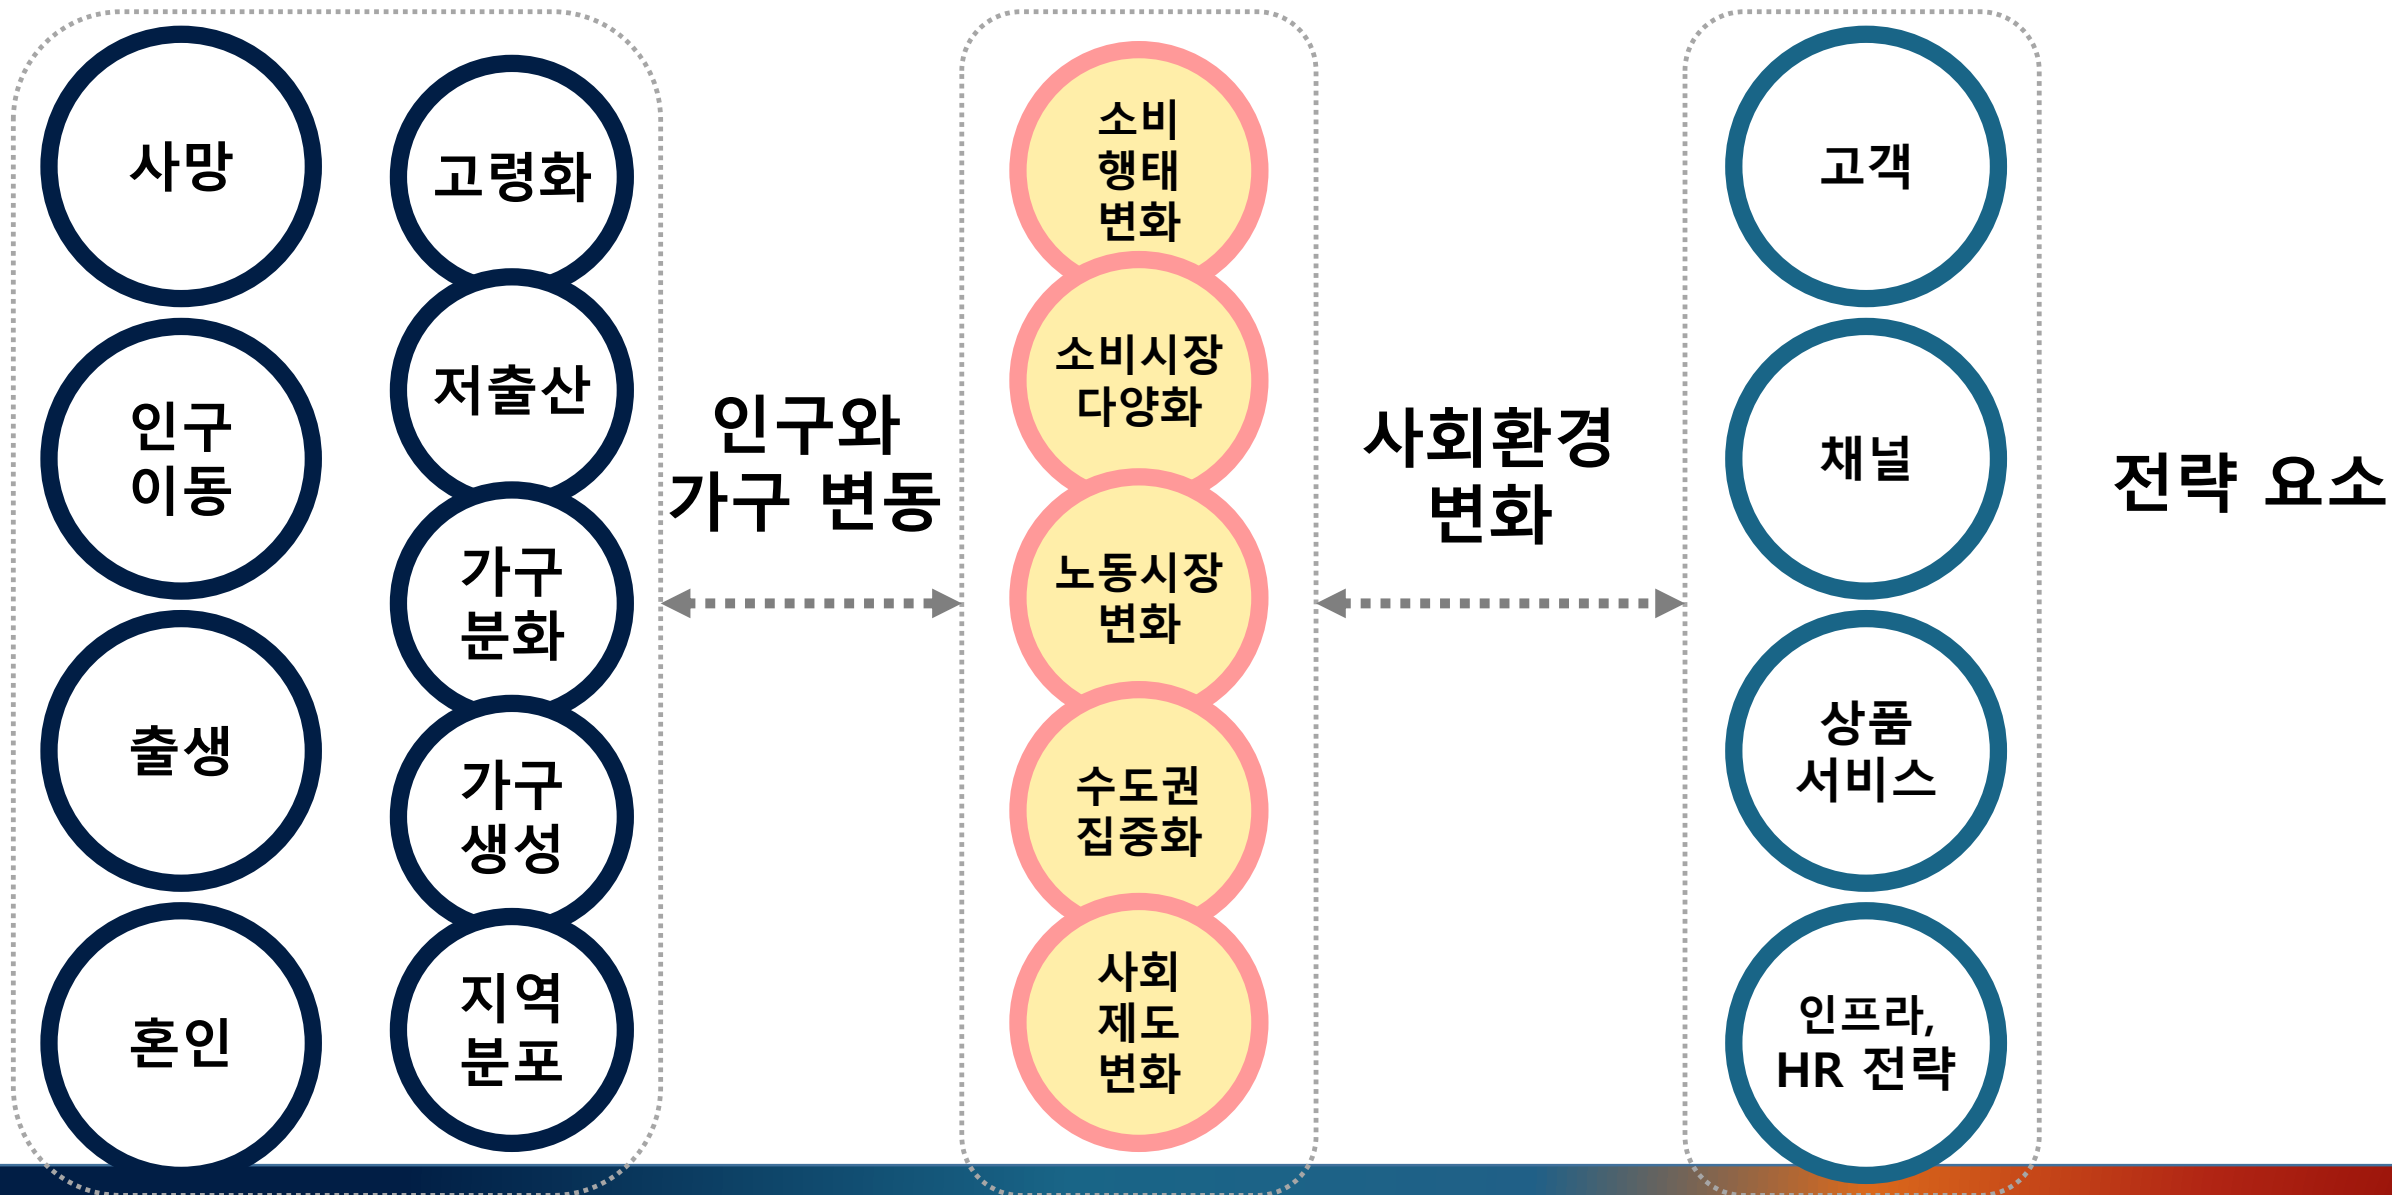 사망
인구
이동
출생
혼인
고령화
저출산
가구
분화
가구
생성
지역
분포
인구와
가구 변동
소비
행태
변화
소비시장
다양화
노동시장
변화
수도권
집중화
사회
제도
변화
사회환경
변화
고객
채널
상품
서비스
인프라,
HR 전략
전략 요소